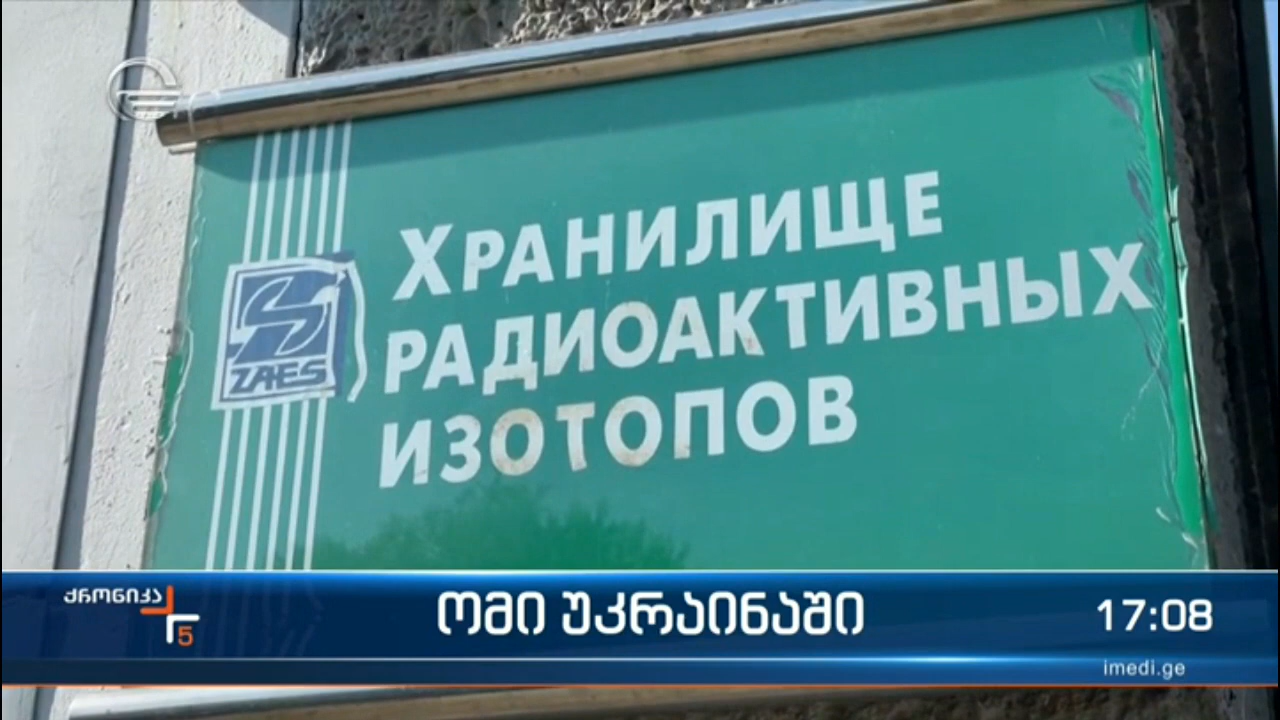 ХРАНИЛИЩЕ
РАДИОАКТИВНЫХ
ИЗОТОПОВ
ZAES
ქრონიკა
5
ომი უკრაინაში
17:08
imedi.ge